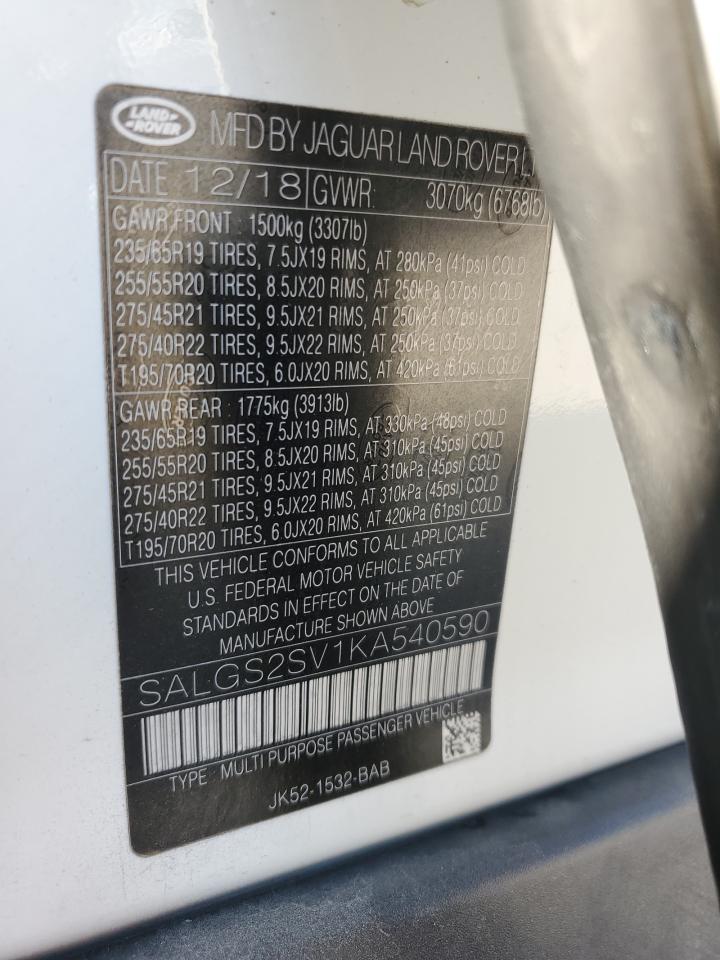 LAND-
ROVER
MFD BY JAGUAR LAND ROVER
DATE 12/18 GVWR: 3070kg (6768lb)
GAWR FRONT : 1500kg (3307lb)
235/65R19 TIRES, 7.5JX19 RIMS, AT 280kPa (41psi) COLD
255/55R20 TIRES, 8.5JX20 RIMS, AT 250kPa (37psi) COLD
275/45R21 TIRES, 9.5JX21 RIMS, AT 250kPa (37psi) COLD
275/40R22 TIRES, 9.5JX22 RIMS, AT 250kPa (37psi) COLD
T195/70R20 TIRES, 6.0JX20 RIMS, AT 420kPa (61psi) COLD
GAWR REAR : 1775kg (3913lb)
235/65R19 TIRES, 7.5JX19 RIMS, AT 330kPa (48psi) COLD
255/55R20 TIRES, 8.5JX20 RIMS, AT 310kPa (45psi) COLD
275/45R21 TIRES, 9.5JX21 RIMS, AT 310kPa (45psi) COLD
275/40R22 TIRES, 9.5JX22 RIMS, AT 310kPa (45psi) COLD
T195/70R20 TIRES, 6.0JX20 RIMS, AT 420kPa (61psi) COLD
THIS VEHICLE CONFORMS TO ALL APPLICABLE
U.S. FEDERAL MOTOR VEHICLE SAFETY
STANDARDS IN EFFECT ON THE DATE OF
MANUFACTURE SHOWN ABOVE
SALGS2SV1KA540590
TYPE MULTI PURPOSE PASSENGER VEHICLE
JK52-1532-BAB